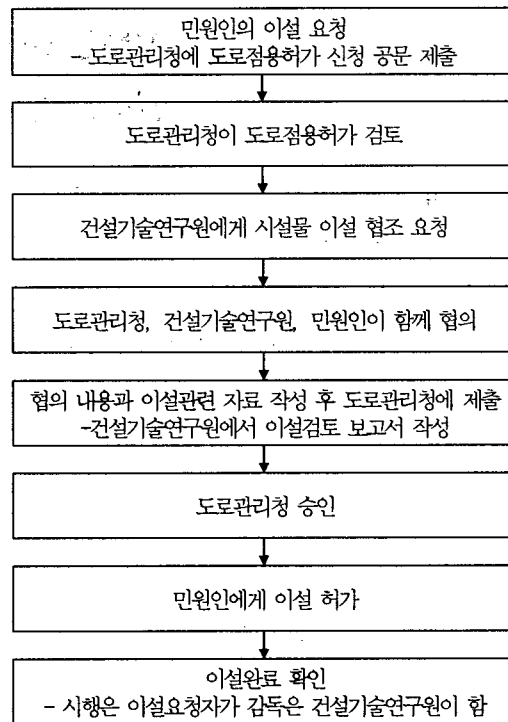 민원인의 이설 요청
- 도로관리청에 도로점용허가 신청 공문 제출
도로관리청이 도로점용허가 검토
건설기술연구원에게 시설물 이설 협조 요청
도로관리청, 건설기술연구원, 민원인이 함께 협의
협의 내용과 이설관련 자료 작성 후 도로관리청에 제출
-건설기술연구원에서 이설검토 보고서 작성
도로관리청 승인
민원인에게 이설 허가
이설완료 확인
- 시행은 이설요청자가 감독은 건설기술연구원이 함